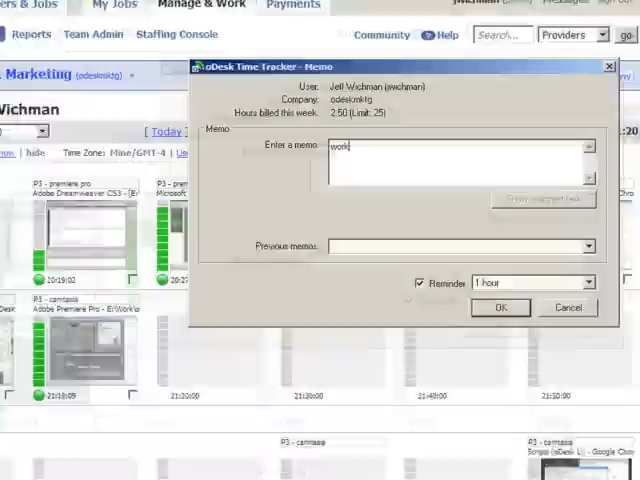 ers & Jobs My Jobs Manage & Work Payments
Reports Team Admin Staffing Console Community Help Search... Providers go
Marketing (odeskmktg)
oDesk Time Tracker - Memo
User: Jeff Wichman (jwichman)
Company: odeskmktg
Hours billed this week: 2:50 (Limit: 25)
Memo
Enter a memo: work
Previous memos:
Reminder 1 hour
OK Cancel
Wichman
[ Today ]
hide Time Zone: Mine/GMT-4
P3 - premiere pro
Adobe Dreamweaver CS3 - [E
Microsoft
20:19:02
P3 - camtasia
Adobe Premiere Pro - E:\Work\o
21:18:09 21:20:00 21:30:00 21:40:00 21:50:00
P3 - camtasia P3 - camtasia
- Google Chro